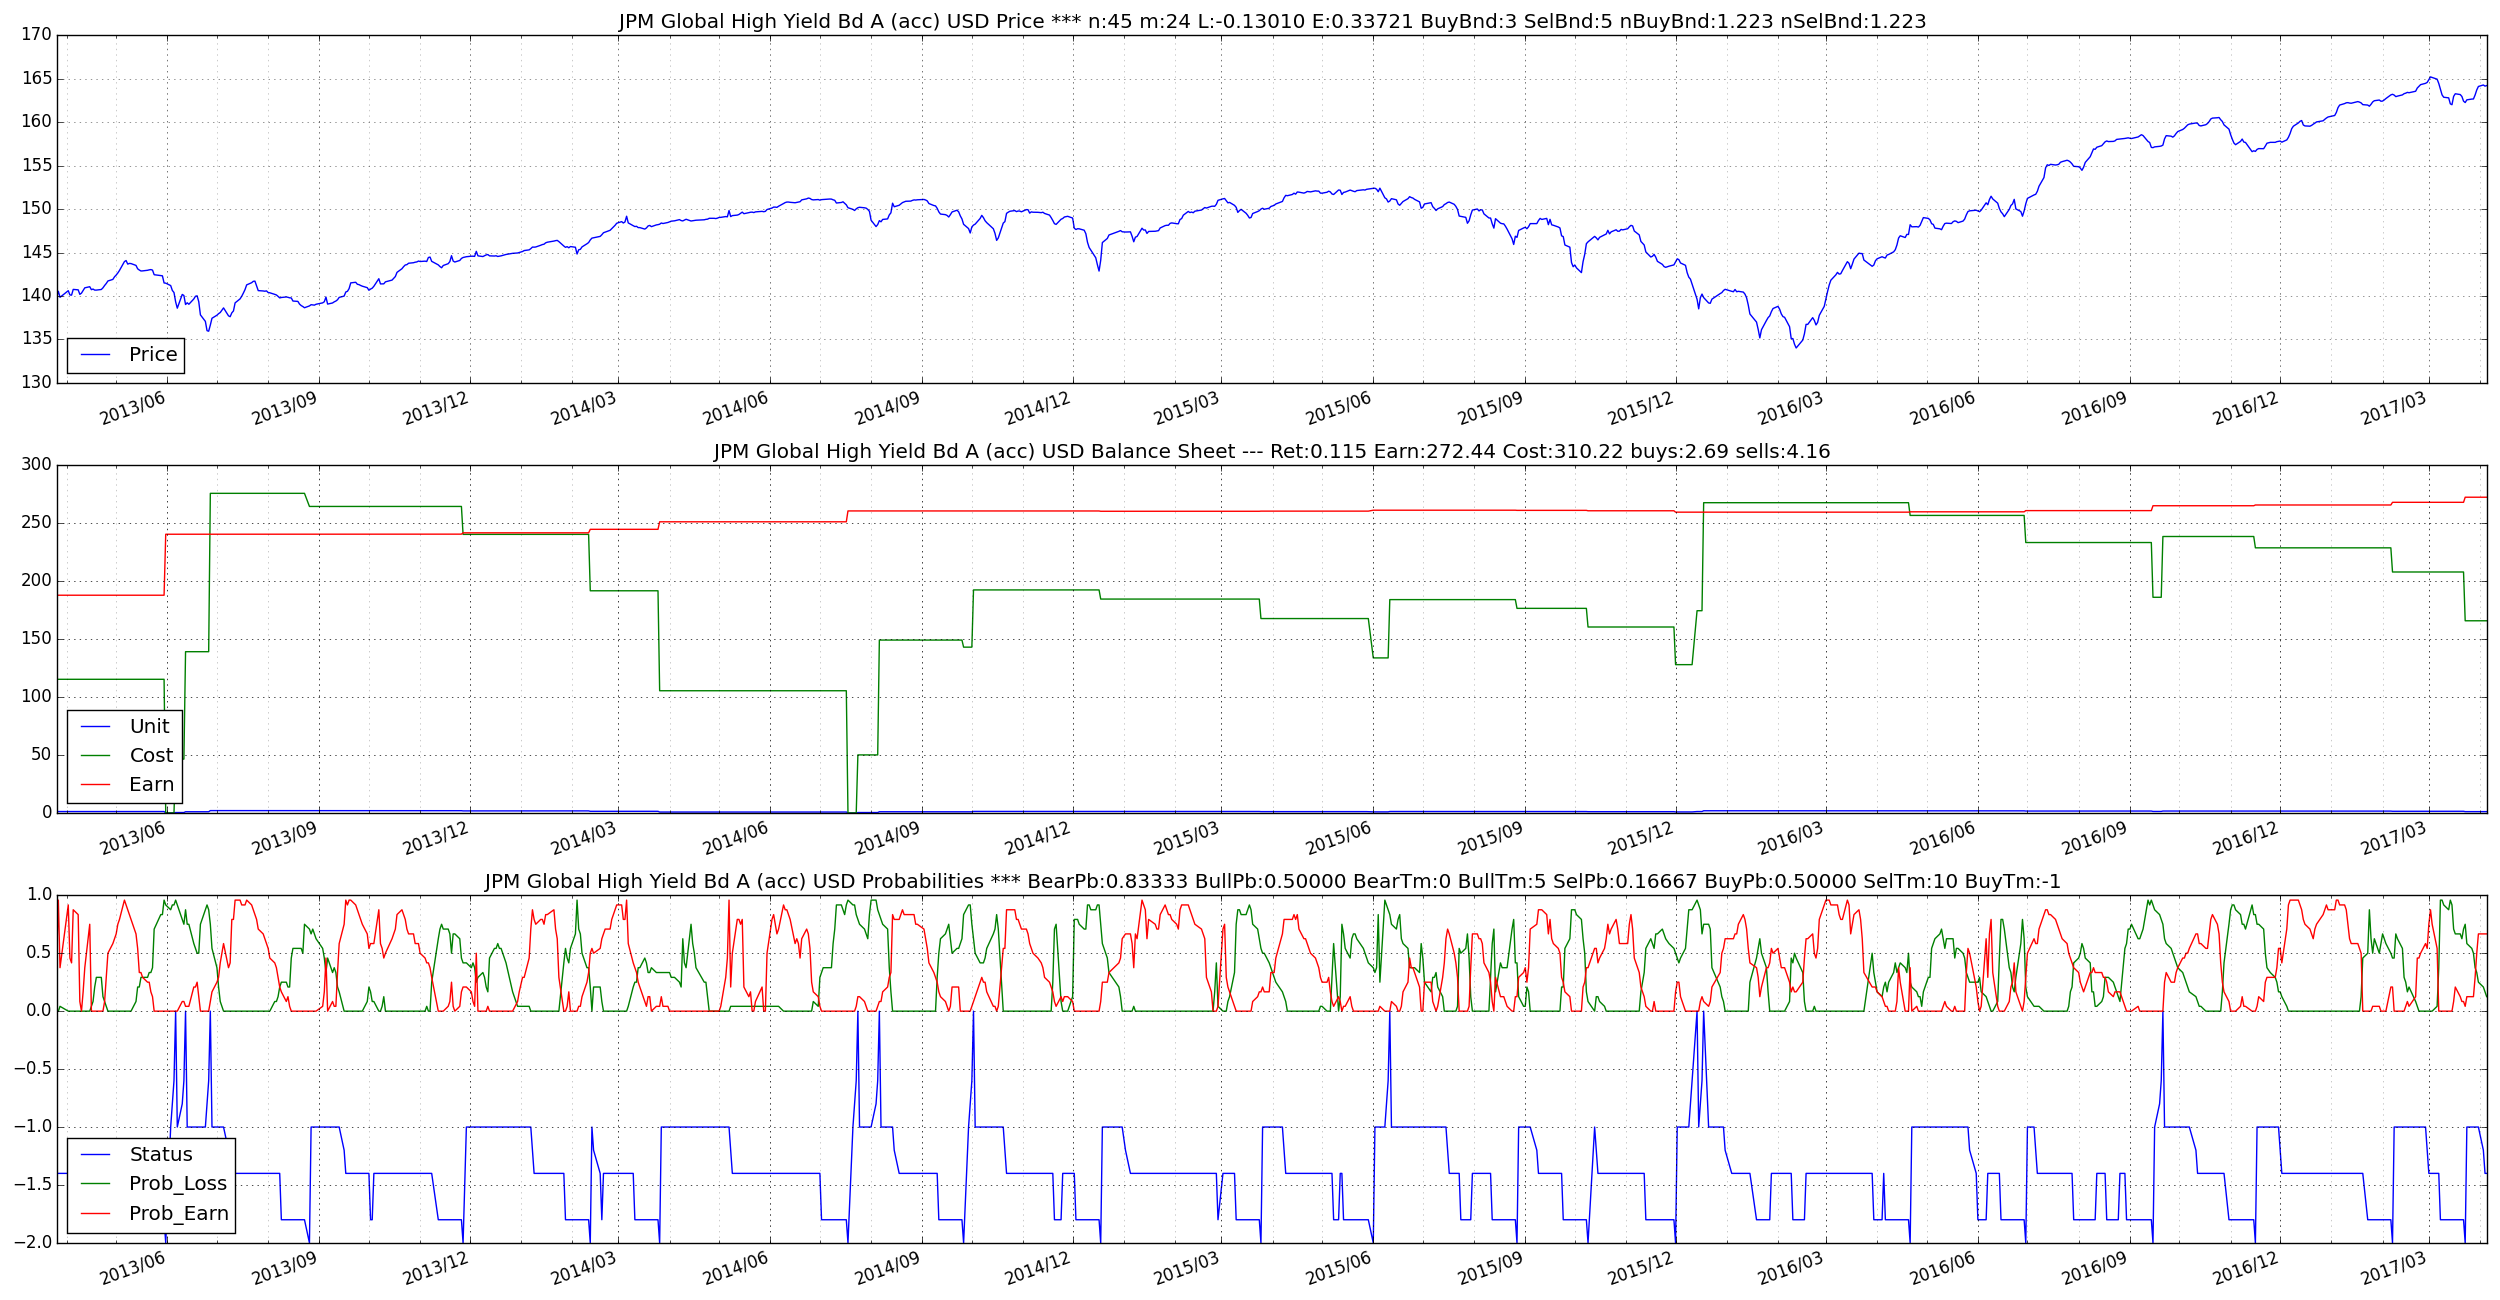 JPM Global High Yield Bd A (acc) USD Price *** n:45 m:24 L:-0.13010 E:0.33721 BuyBnd:3 SelBnd:5 nBuyBnd:1.223 nSelBnd:1.223
170
165
160
155
150
145
140
135
130
Price
2013/06 2013/09 2013/12 2014/03 2014/06 2014/09 2014/12 2015/03 2015/06 2015/09 2015/12 2016/03 2016/06 2016/09 2016/12 2017/03
JPM Global High Yield Bd A (acc) USD Balance Sheet --- Ret:0.115 Earn:272.44 Cost:310.22 buys:2.69 sells:4.16
300
250
200
150
100
50
0
Unit
Cost
Earn
2013/06 2013/09 2013/12 2014/03 2014/06 2014/09 2014/12 2015/03 2015/06 2015/09 2015/12 2016/03 2016/06 2016/09 2016/12 2017/03
JPM Global High Yield Bd A (acc) USD Probabilities *** BearPb:0.83333 BullPb:0.50000 BearTm:0 BullTm:5 SelPb:0.16667 BuyPb:0.50000 SelTm:10 BuyTm:-1
1.0
0.5
0.0
−0.5
−1.0
−1.5
−2.0
Status
Prob_Loss
Prob_Earn
2013/06 2013/09 2013/12 2014/03 2014/06 2014/09 2014/12 2015/03 2015/06 2015/09 2015/12 2016/03 2016/06 2016/09 2016/12 2017/03